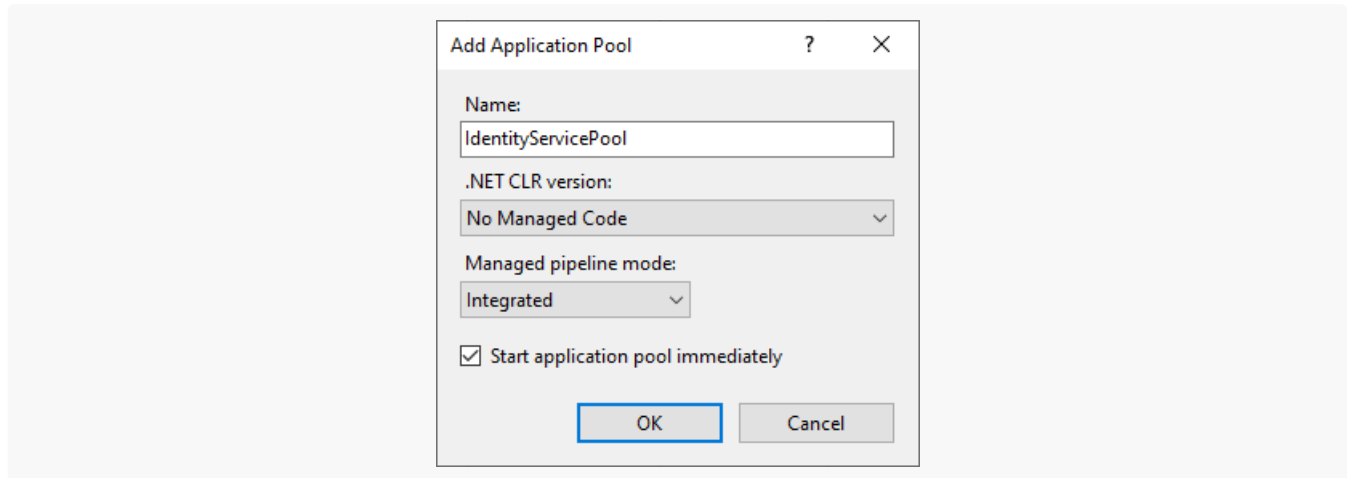 Add Application Pool ?
Name:
IdentityServicePool
.NET CLR version:
No Managed Code
Managed pipeline mode:
Integrated
Start application pool immediately
OK Cancel